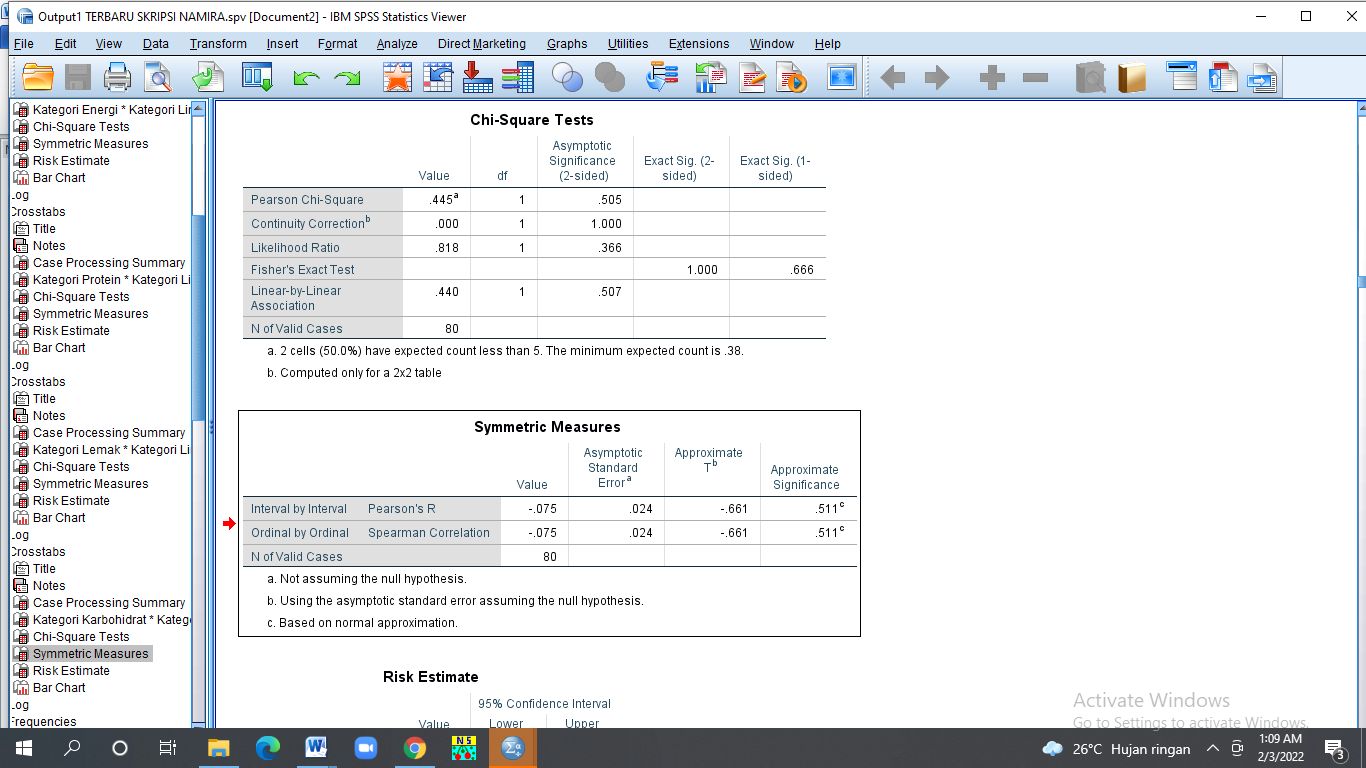 Output1 TERBARU SKRIPSI NAMIRA.spv [Document2] - IBM SPSS Statistics Viewer
File Edit View Data Transform Insert Format Analyze Direct Marketing Graphs Utilities Extensions Window Help
Kategori Energi * Kategori Lin
Chi-Square Tests
Symmetric Measures
Risk Estimate
Bar Chart
Log
Crosstabs
Title
Notes
Case Processing Summary
Kategori Protein * Kategori Li
Chi-Square Tests
Symmetric Measures
Risk Estimate
Bar Chart
Log
Crosstabs
Title
Notes
Case Processing Summary
Kategori Lemak * Kategori Li
Chi-Square Tests
Symmetric Measures
Risk Estimate
Bar Chart
Log
Crosstabs
Title
Notes
Case Processing Summary
Kategori Karbohidrat * Katego
Chi-Square Tests
Symmetric Measures
Risk Estimate
Bar Chart
Log
Frequencies
Chi-Square Tests
Value df Asymptotic Significance (2-sided) Exact Sig. (2-sided) Exact Sig. (1-sided)
Pearson Chi-Square .445a 1 .505
Continuity Correctionb .000 1 1.000
Likelihood Ratio .818 1 .366
Fisher's Exact Test 1.000 .666
Linear-by-Linear Association .440 1 .507
N of Valid Cases 80
a. 2 cells (50.0%) have expected count less than 5. The minimum expected count is .38.
b. Computed only for a 2x2 table
Symmetric Measures
Value Asymptotic Standard Errora Approximate Tb Approximate Significance
Interval by Interval Pearson's R -.075 .024 -.661 .511c
Ordinal by Ordinal Spearman Correlation -.075 .024 -.661 .511c
N of Valid Cases 80
a. Not assuming the null hypothesis.
b. Using the asymptotic standard error assuming the null hypothesis.
c. Based on normal approximation.
Risk Estimate
95% Confidence Interval
Value Lower Upper
Activate Windows
Go to Settings to activate Windows.
N5
26°C Hujan ringan
1:09 AM
2/3/2022
3